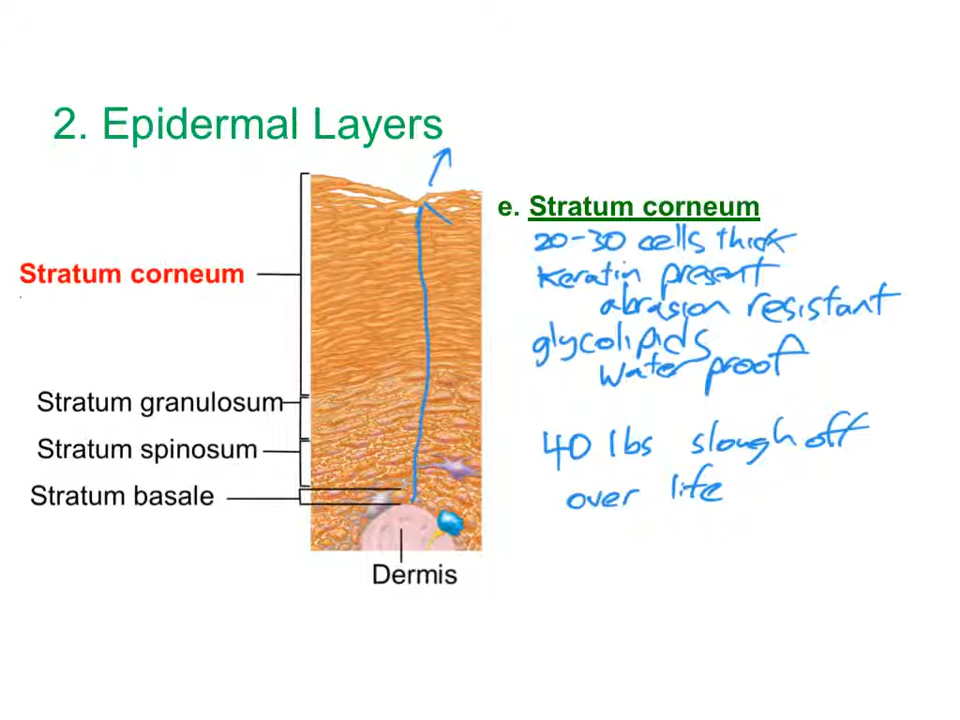 2. Epidermal Layers
e. Stratum corneum
20-30 cells thick
Keratin present
abrasion resistant
glycolipids
water proof
40 lbs slough off
over life
Stratum corneum
Stratum granulosum
Stratum spinosum
Stratum basale
Dermis